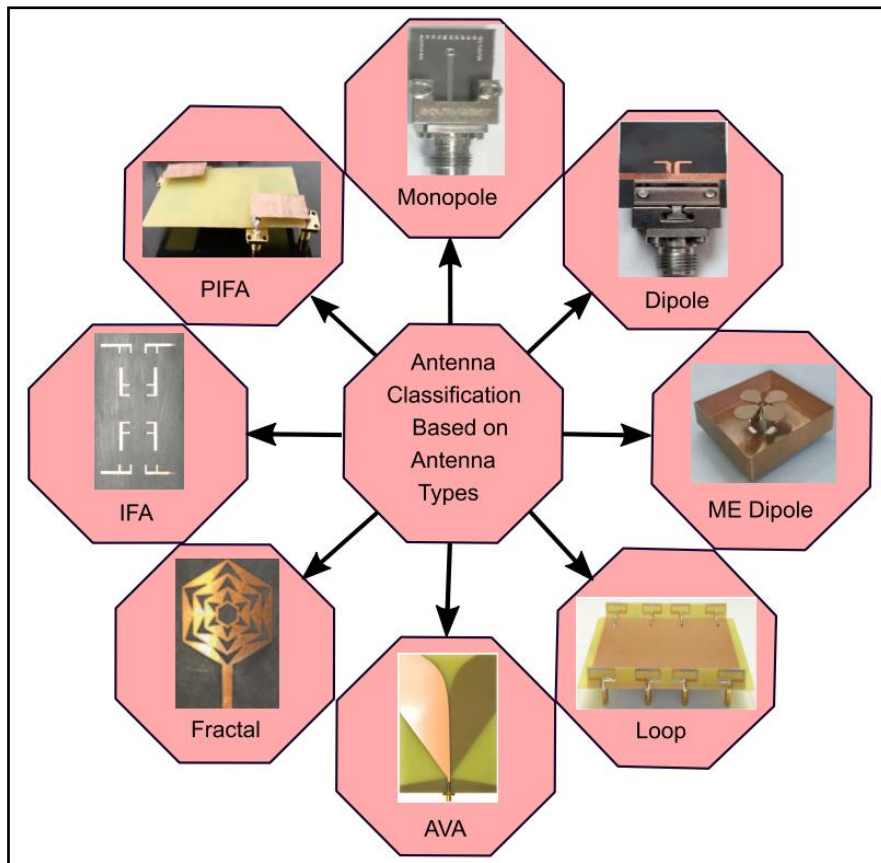 Monopole
PIFA
Dipole
Antenna
Classification
Based on
Antenna
Types
IFA
ME Dipole
Fractal
Loop
AVA